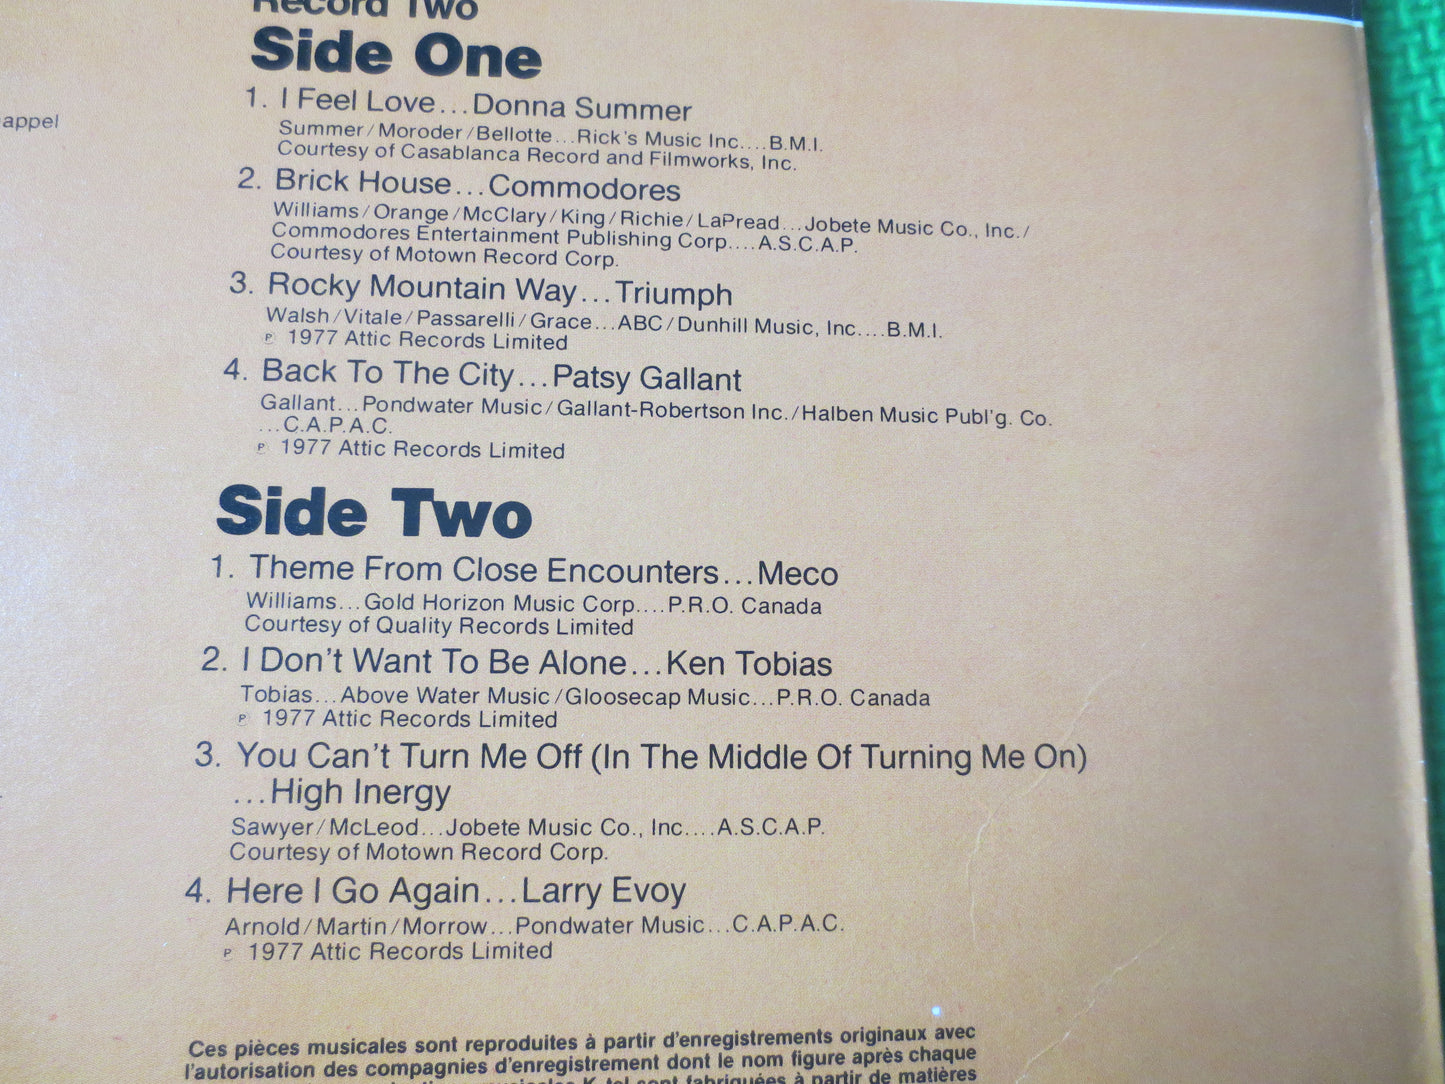 Record Two
Side One
1. I Feel Love...Donna Summer
Summer/Moroder/Bellotte...Rick's Music Inc....B.M.I.
Courtesy of Casablanca Record and Filmworks, Inc.
2. Brick House...Commodores
Williams/Orange/McClary/King/Richie/LaPread...Jobete Music Co., Inc./
Commodores Entertainment Publishing Corp....A.S.C.A.P.
Courtesy of Motown Record Corp.
3. Rocky Mountain Way...Triumph
Walsh/Vitale/Passarelli/Grace...ABC/Dunhill Music, Inc....B.M.I.
℗ 1977 Attic Records Limited
4. Back To The City...Patsy Gallant
Gallant...Pondwater Music/Gallant-Robertson Inc./Halben Music Publ'g. Co.
...C.A.P.A.C.
℗ 1977 Attic Records Limited
Side Two
1. Theme From Close Encounters...Meco
Williams...Gold Horizon Music Corp....P.R.O. Canada
Courtesy of Quality Records Limited
2. I Don't Want To Be Alone...Ken Tobias
Tobias...Above Water Music/Gloosecap Music...P.R.O. Canada
℗ 1977 Attic Records Limited
3. You Can't Turn Me Off (In The Middle Of Turning Me On)
...High Inergy
Sawyer/McLeod...Jobete Music Co., Inc....A.S.C.A.P.
Courtesy of Motown Record Corp.
4. Here I Go Again...Larry Evoy
Arnold/Martin/Morrow...Pondwater Music...C.A.P.A.C.
℗ 1977 Attic Records Limited
Ces pièces musicales sont reproduites à partir d'enregistrements originaux avec
l'autorisation des compagnies d'enregistrement dont le nom figure après chaque
K-tel sont fabriquées à partir de matières
appel